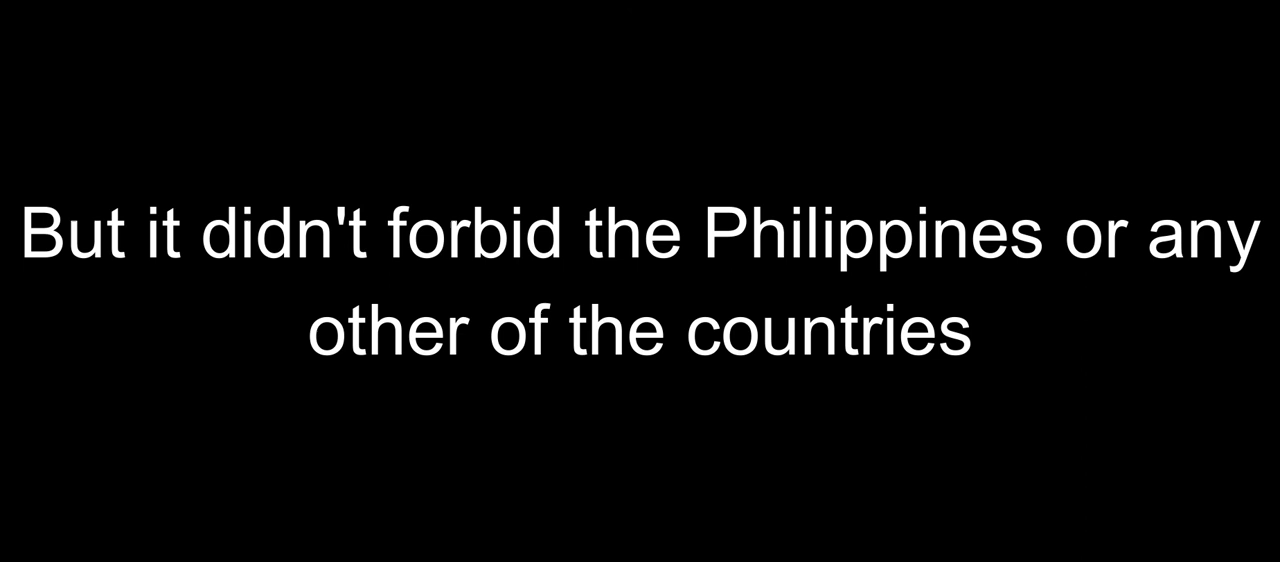 But it didn't forbid the Philippines or any
other of the countries